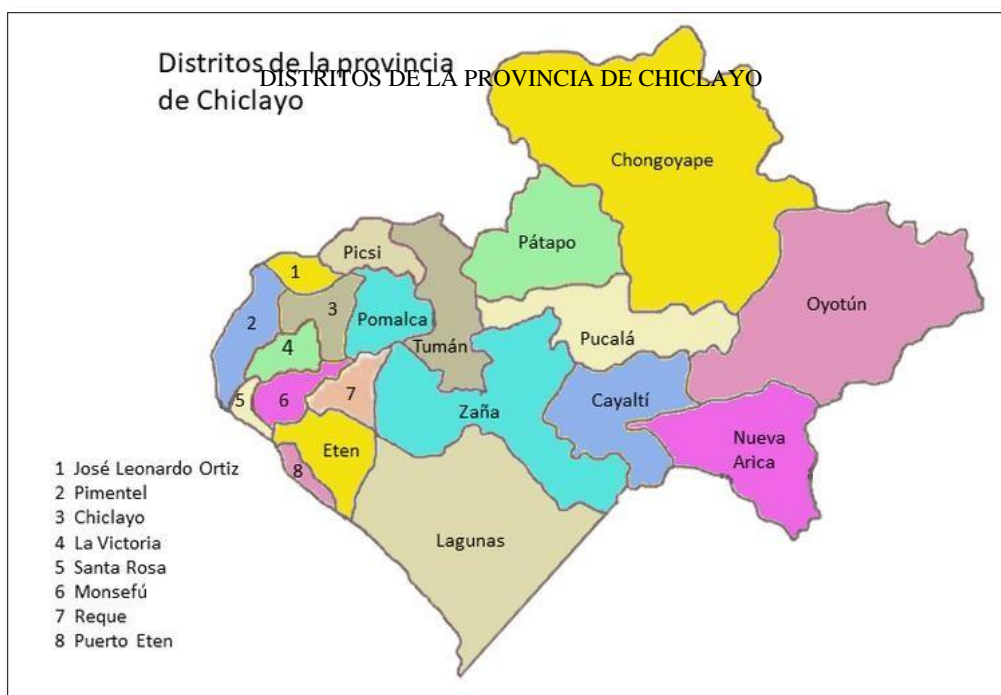 Distritos de la provincia
de Chiclayo
DISTRITOS DE LA PROVINCIA DE CHICLAYO
Chongoyape
Pátapo
Picsi
1
3
2
Pomalca
Oyotún
4
Tumán
Pucalá
5
6
7
Zaña
Cayaltí
Eten
Nueva
Arica
8
Lagunas
1 José Leonardo Ortiz
2 Pimentel
3 Chiclayo
4 La Victoria
5 Santa Rosa
6 Monsefú
7 Reque
8 Puerto Eten